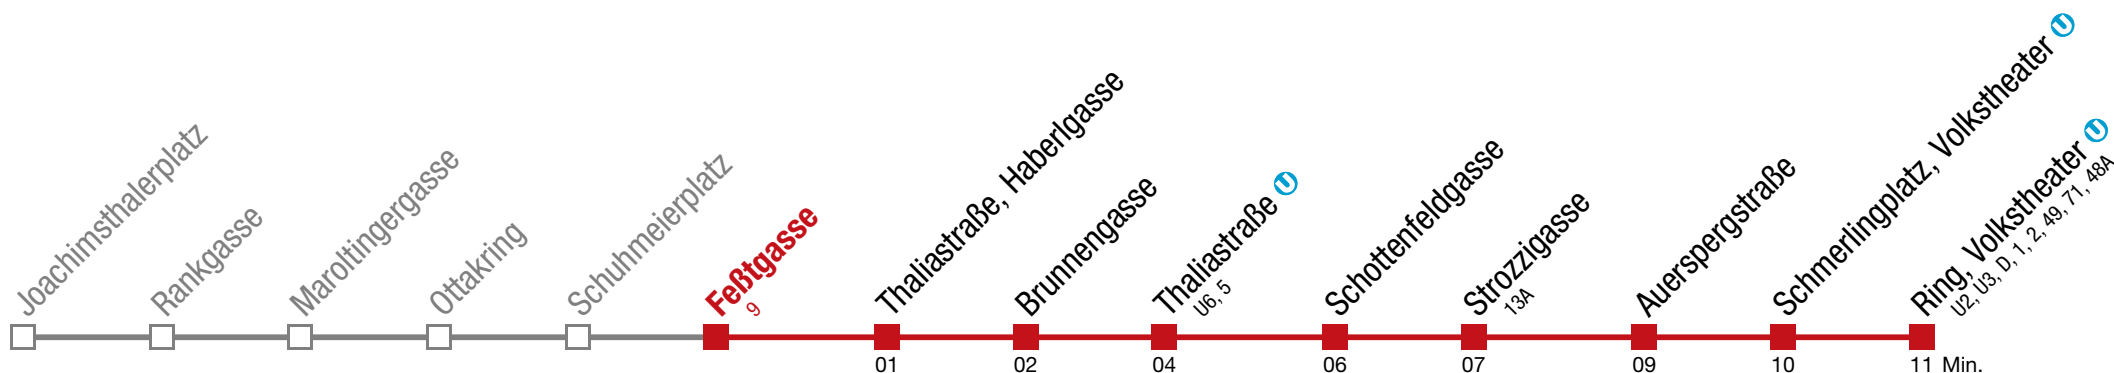 Joachimsthalerplatz
Rankgasse
Maroltingergasse
Ottakring
Schuhmeierplatz
Feßtgasse
9
Thaliastraße, Haberlgasse
Brunnengasse
Thaliastraße U
U6, 5
Schottenfeldgasse
Strozzigasse
13A
Auerspergstraße
Schmerlingplatz, Volkstheater U
Ring, Volkstheater U
U2, U3, D, 1, 2, 49, 71, 48A
01 02 04 06 07 09 10 11 Min.